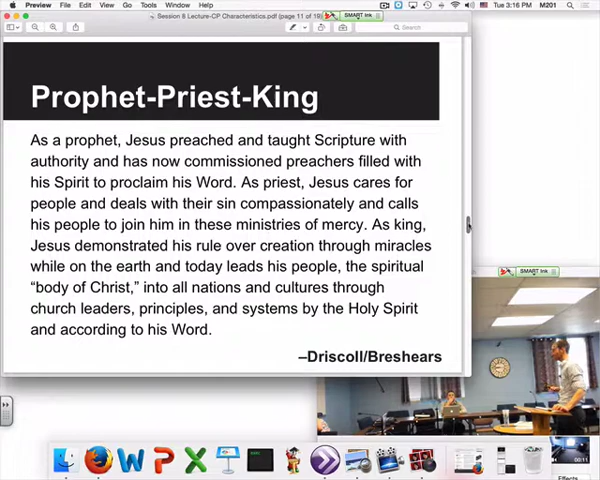 Preview File Edit View Go Tools Window Help
Tue 3:16 PM M201
Session 8 Lecture-CP Characteristics.pdf (page 11 of 19)
SMART Ink
Search
Prophet-Priest-King
As a prophet, Jesus preached and taught Scripture with
authority and has now commissioned preachers filled with
his Spirit to proclaim his Word. As priest, Jesus cares for
people and deals with their sin compassionately and calls
his people to join him in these ministries of mercy. As king,
Jesus demonstrated his rule over creation through miracles
while on the earth and today leads his people, the spiritual
“body of Christ,” into all nations and cultures through
church leaders, principles, and systems by the Holy Spirit
and according to his Word.
–Driscoll/Breshears
SMART Ink
00:11